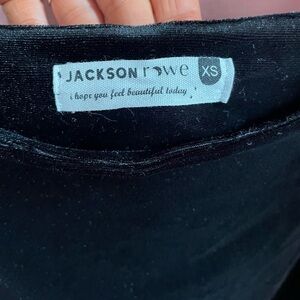 JACKSON rowe XS
i hope you feel beautiful today